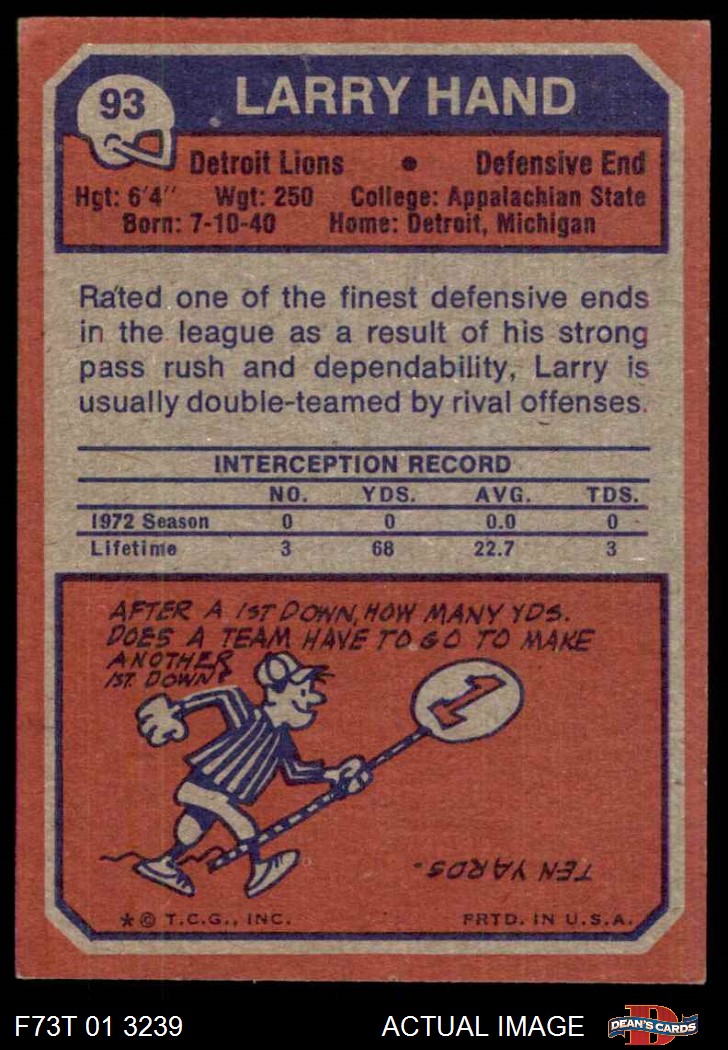 93
LARRY HAND
Detroit Lions • Defensive End
Hgt: 6'4" Wgt: 250 College: Appalachian State
Born: 7-10-40 Home: Detroit, Michigan
Rated one of the finest defensive ends
in the league as a result of his strong
pass rush and dependability, Larry is
usually double-teamed by rival offenses.
INTERCEPTION RECORD
NO. YDS. AVG. TDS.
1972 Season 0 0 0.0 0
Lifetime 3 68 22.7 3
AFTER A 1ST DOWN, HOW MANY YDS.
DOES A TEAM HAVE TO GO TO MAKE
ANOTHER
1ST. DOWN?
1
TEN YARDS.
* © T.C.G., INC. PRTD. IN U.S.A.
F73T 01 3239 ACTUAL IMAGE D DEAN'S CARDS